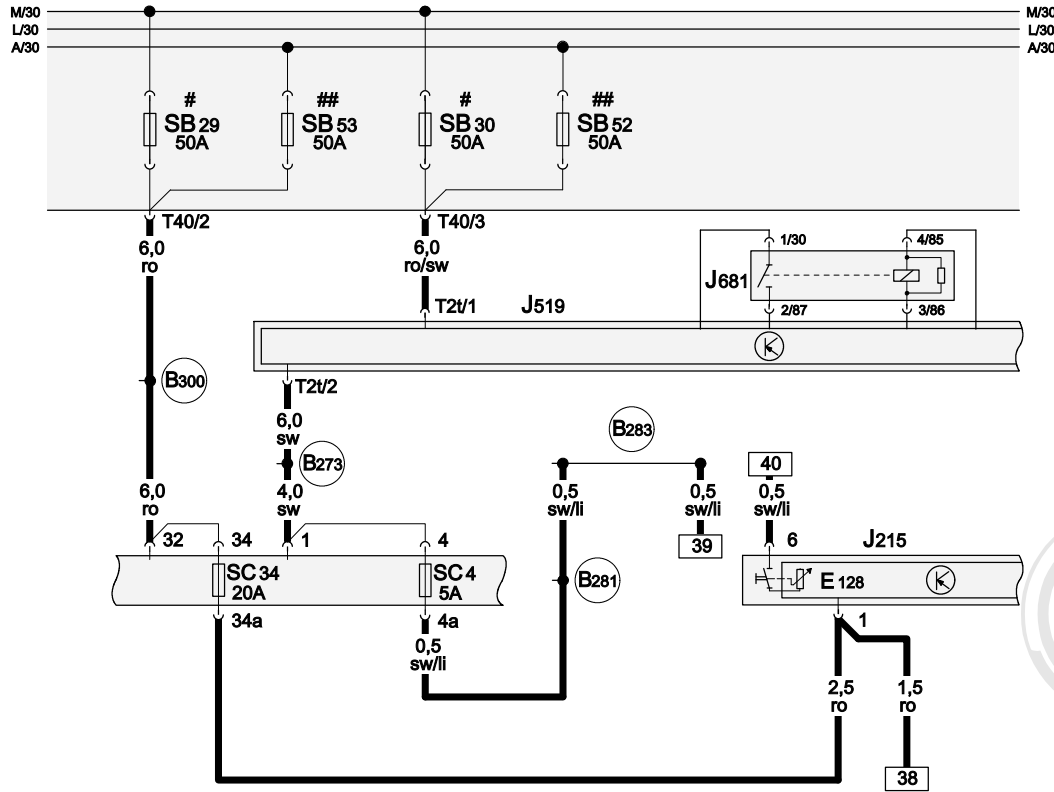 M/30
M/30
L/30
L/30
A/30
A/30
#
SB 29
50A
##
SB 53
50A
#
SB 30
50A
##
SB 52
50A
T40/2
T40/3
6,0
ro
6,0
ro/sw
1/30
4/85
J681
2/87
3/86
T2t/1
J519
B300
T2t/2
6,0
sw
B273
B283
6,0
ro
4,0
sw
0,5
sw/li
0,5
sw/li
39
40
0,5
sw/li
32
34
1
4
6
J215
SC 34
20A
SC 4
5A
B281
E 128
34a
4a
1
0,5
sw/li
2,5
ro
1,5
ro
38